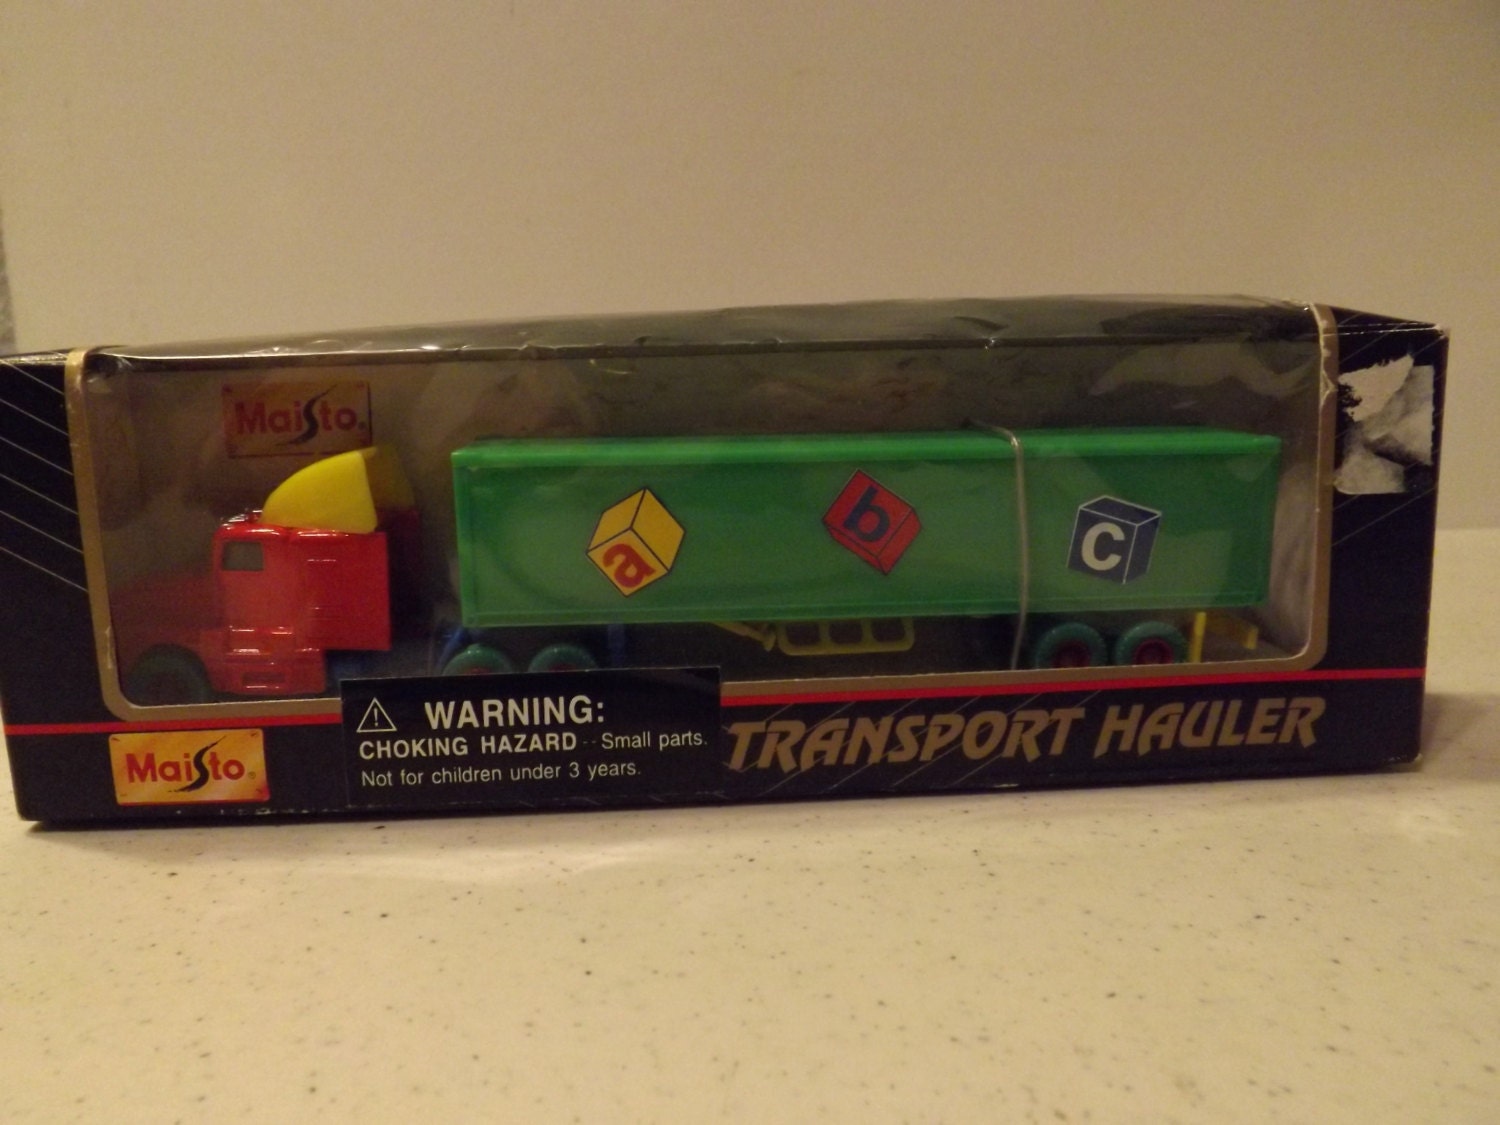 Maisto®
a
b
c
⚠ WARNING:
CHOKING HAZARD -- Small parts.
Not for children under 3 years.
TRANSPORT HAULER
Maisto®